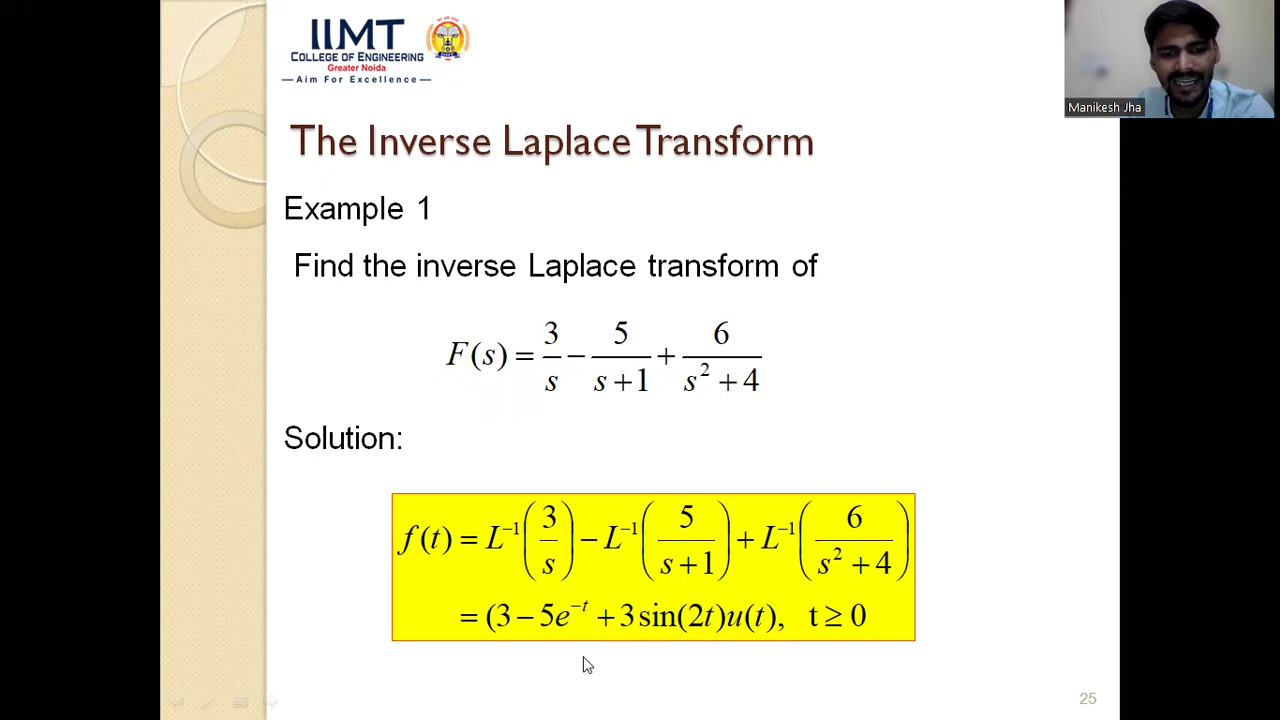 IIMT
COLLEGE OF ENGINEERING
Greater Noida
Aim For Excellence
Manikesh Jha
The Inverse Laplace Transform
Example 1
Find the inverse Laplace transform of
F(s) = 3/s − 5/(s+1) + 6/(s² + 4)
Solution:
f(t) = L⁻¹(3/s) − L⁻¹(5/(s+1)) + L⁻¹(6/(s² + 4))
= (3 − 5e⁻ᵗ + 3sin(2t)u(t), t ≥ 0
25